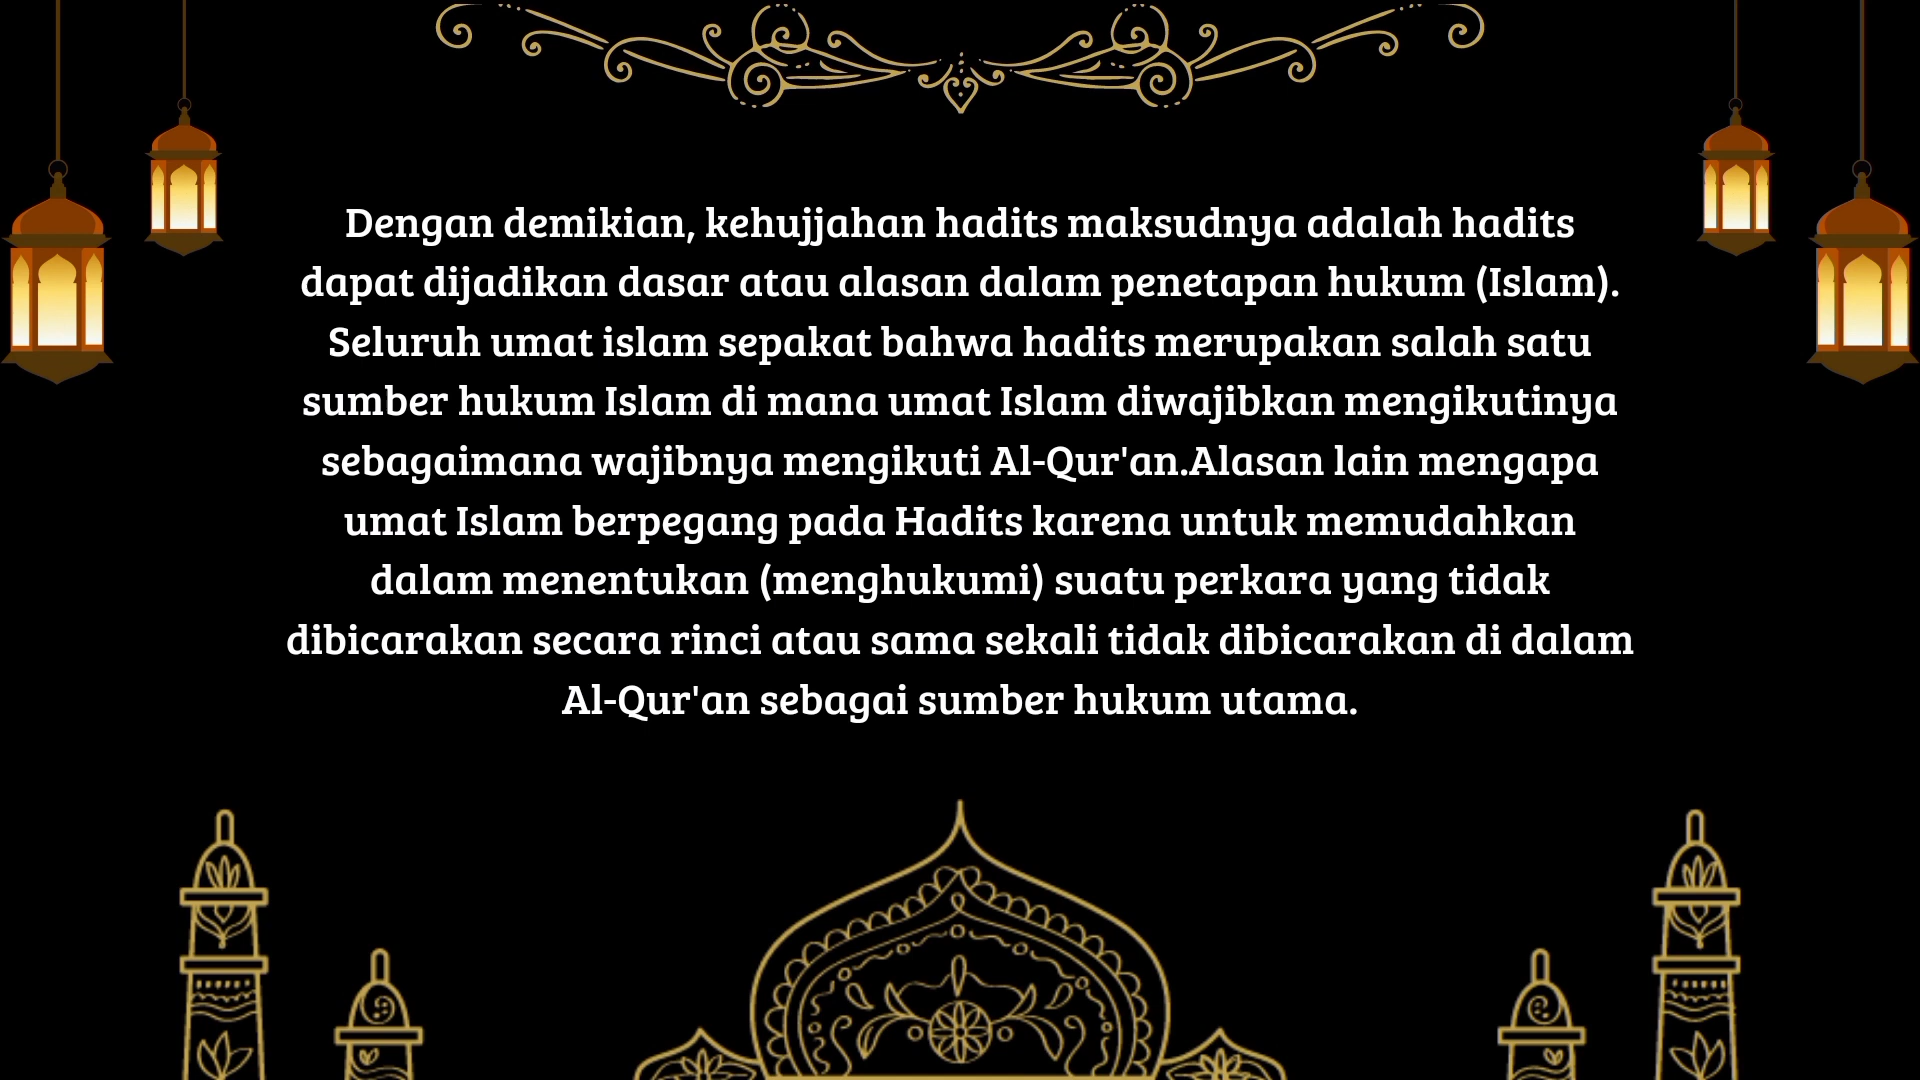 Dengan demikian, kehujjahan hadits maksudnya adalah hadits
dapat dijadikan dasar atau alasan dalam penetapan hukum (Islam).
Seluruh umat islam sepakat bahwa hadits merupakan salah satu
sumber hukum Islam di mana umat Islam diwajibkan mengikutinya
sebagaimana wajibnya mengikuti Al-Qur'an.Alasan lain mengapa
umat Islam berpegang pada Hadits karena untuk memudahkan
dalam menentukan (menghukumi) suatu perkara yang tidak
dibicarakan secara rinci atau sama sekali tidak dibicarakan di dalam
Al-Qur'an sebagai sumber hukum utama.